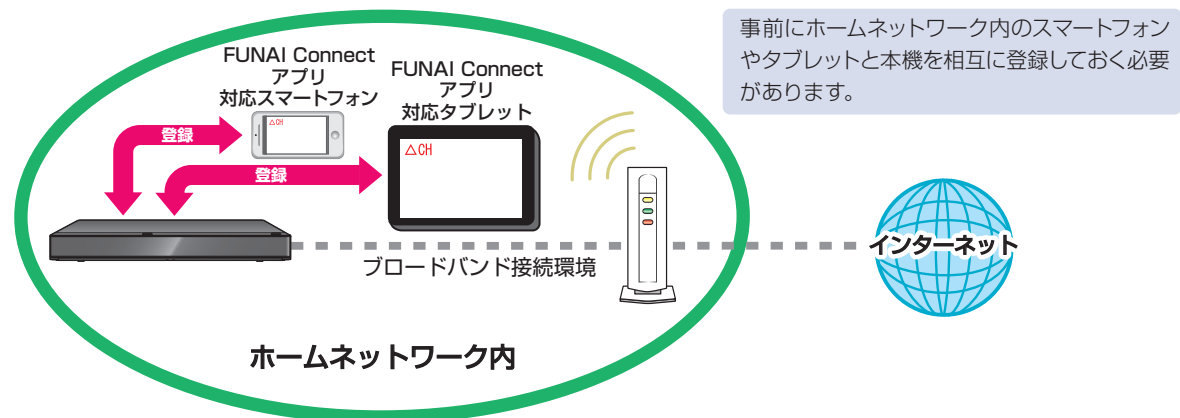 事前にホームネットワーク内のスマートフォン
やタブレットと本機を相互に登録しておく必要
があります。
FUNAI Connect
アプリ
対応スマートフォン
FUNAI Connect
アプリ
対応タブレット
△CH
登録
△CH
登録
インターネット
ブロードバンド接続環境
ホームネットワーク内